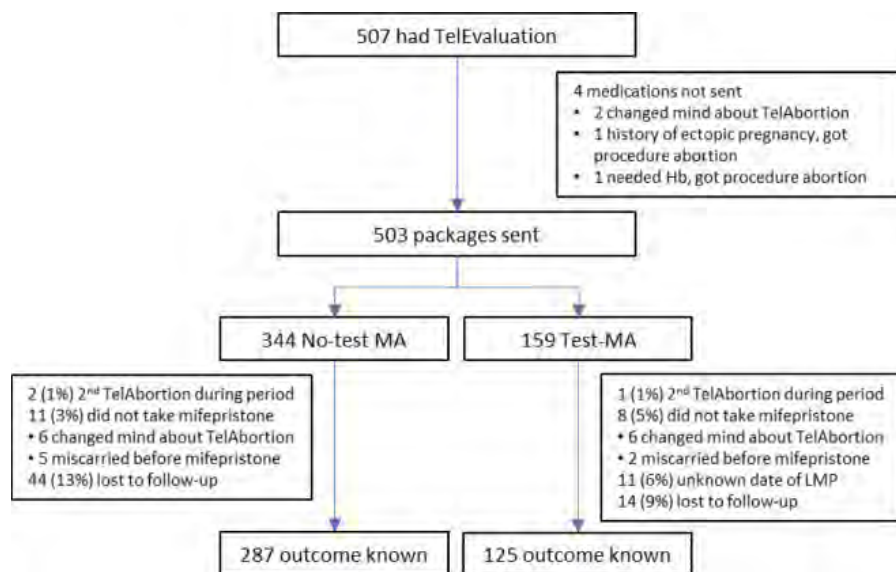 507 had TelEvaluation
4 medications not sent
• 2 changed mind about TelAbortion
• 1 history of ectopic pregnancy, got
procedure abortion
• 1 needed Hb, got procedure abortion
503 packages sent
344 No-test MA
159 Test-MA
2 (1%) 2nd TelAbortion during period
11 (3%) did not take mifepristone
• 6 changed mind about TelAbortion
• 5 miscarried before mifepristone
44 (13%) lost to follow-up
1 (1%) 2nd TelAbortion during period
8 (5%) did not take mifepristone
• 6 changed mind about TelAbortion
• 2 miscarried before mifepristone
11 (6%) unknown date of LMP
14 (9%) lost to follow-up
287 outcome known
125 outcome known